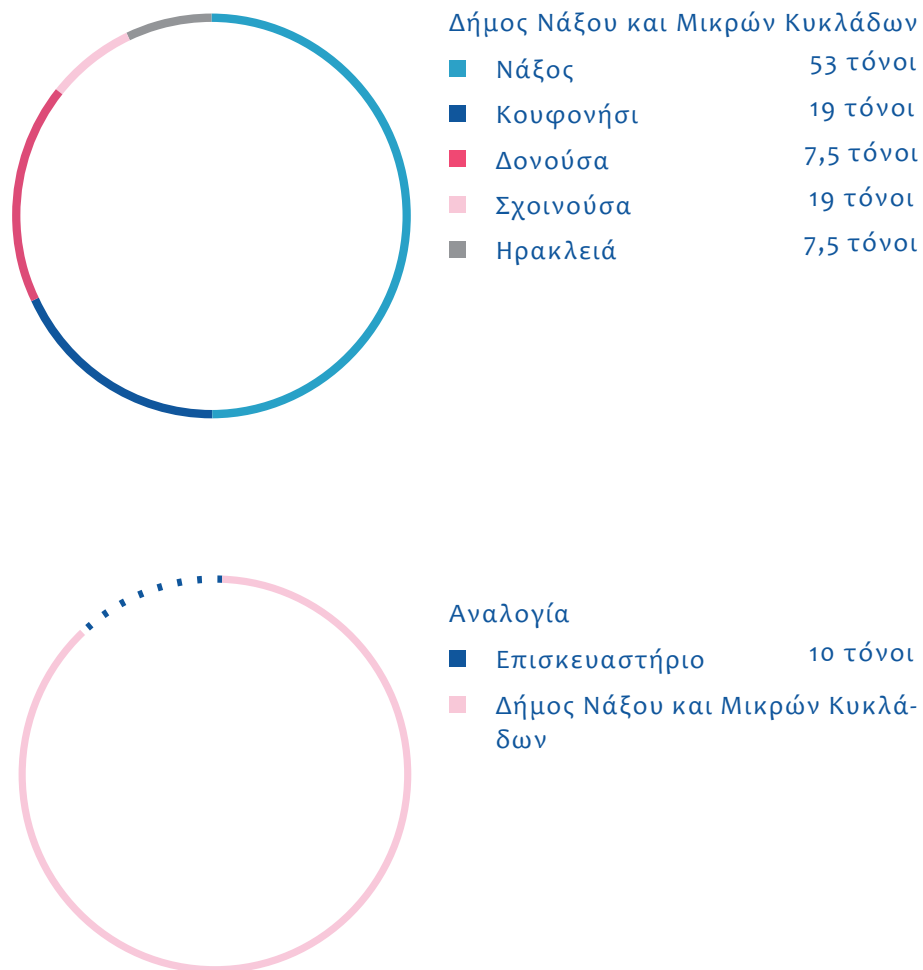 Δήμος Νάξου και Μικρών Κυκλάδων
Νάξος 53 τόνοι
Κουφονήσι 19 τόνοι
Δονούσα 7,5 τόνοι
Σχοινούσα 19 τόνοι
Ηρακλειά 7,5 τόνοι
Αναλογία
Επισκευαστήριο 10 τόνοι
Δήμος Νάξου και Μικρών Κυκλά-
δων